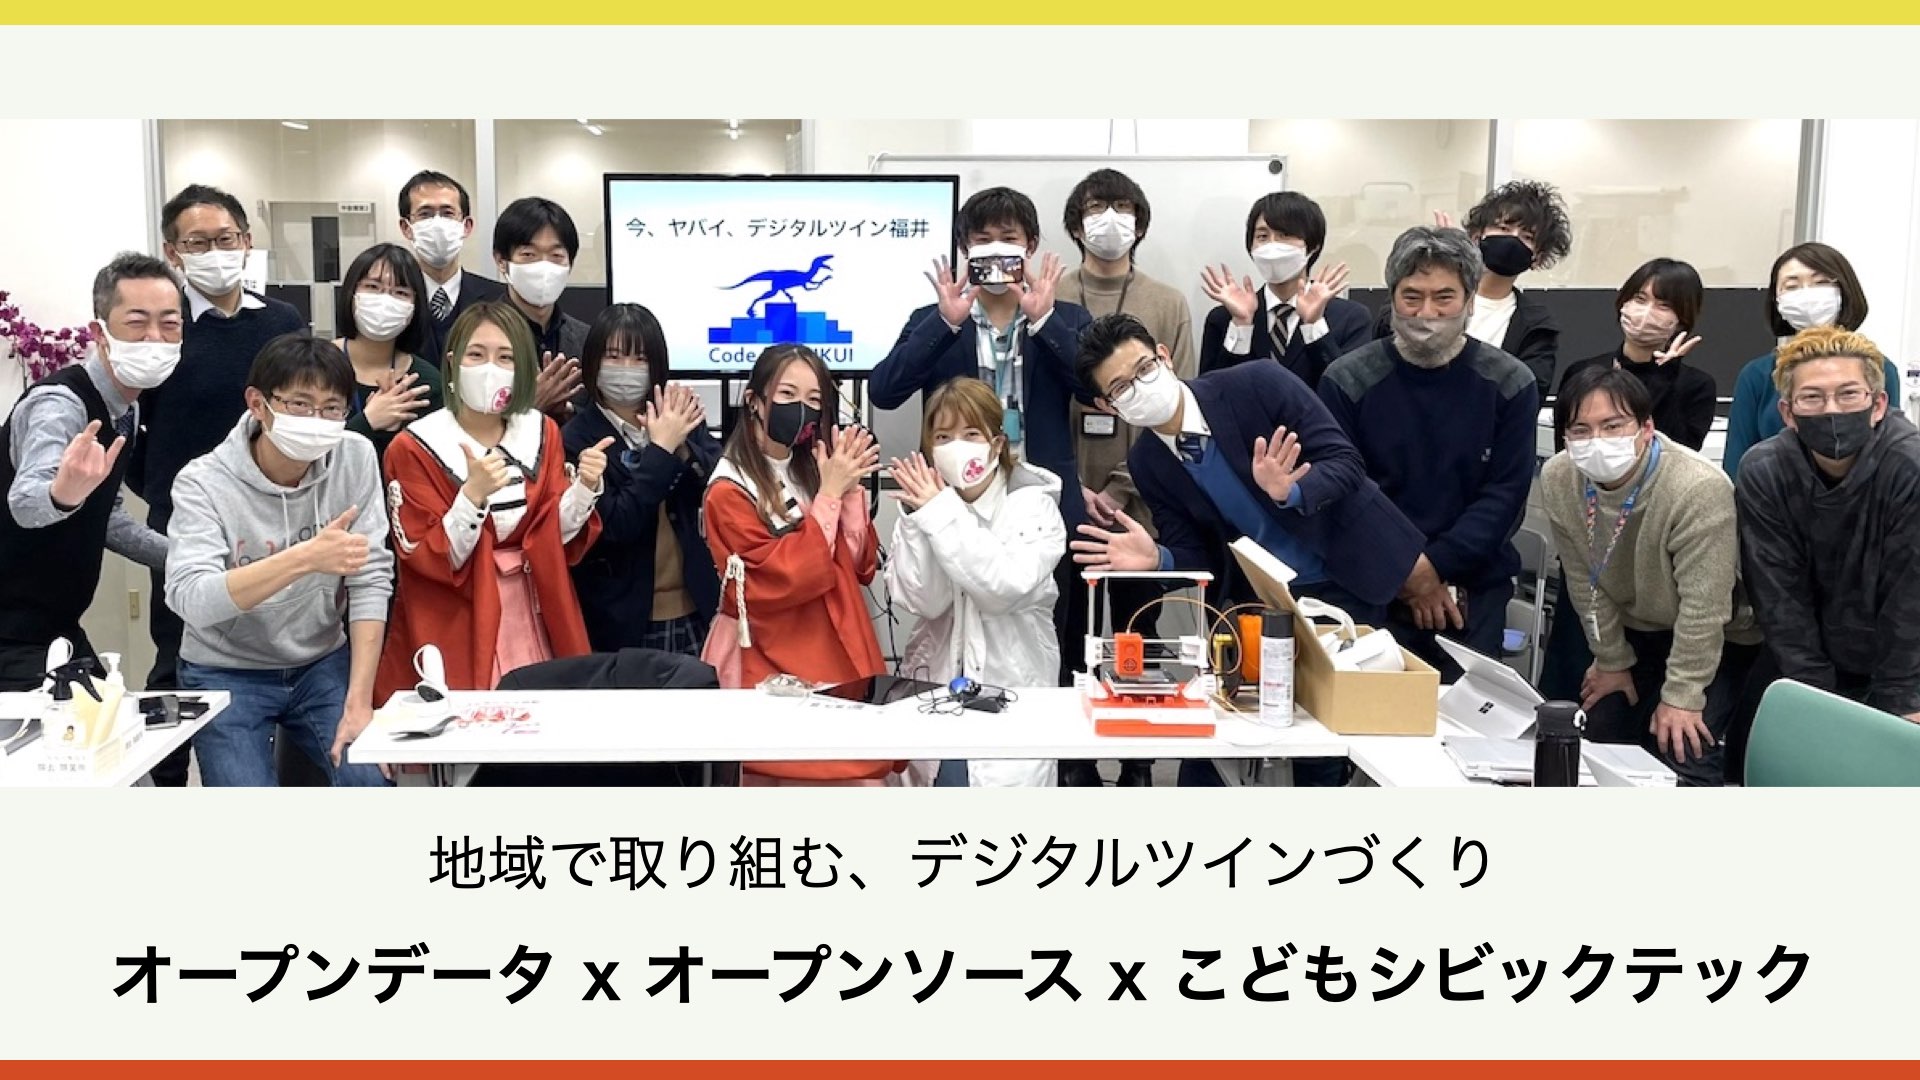 今、ヤバイ、デジタルツイン福井
Code
KUI
地域で取り組む、デジタルツインづくり
オープンデータ x オープンソース x こどもシビックテック